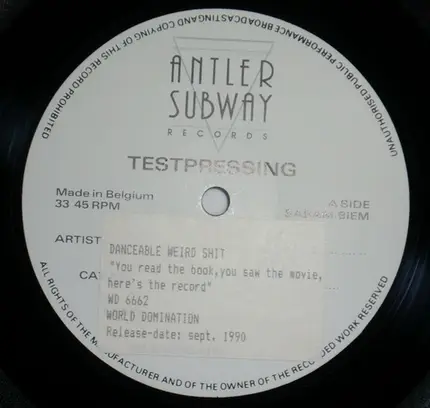 UNAUTHORISED PUBLIC PERFORMANCE BROADCASTING AND COPYING OF THIS RECORD PROHIBITED
ANTLER
SUBWAY
RECORDS
TESTPRESSING
Made in Belgium
33 45 RPM
A SIDE
BIEM
ARTIST
DANCEABLE WEIRD SHIT
"You read the book,you saw the movie,
here's the record"
WD 6662
WORLD DOMINATION
Release-date: sept. 1990
ALL RIGHTS OF THE MANUFACTURER AND OF THE OWNER OF THE RECORDED WORK RESERVED